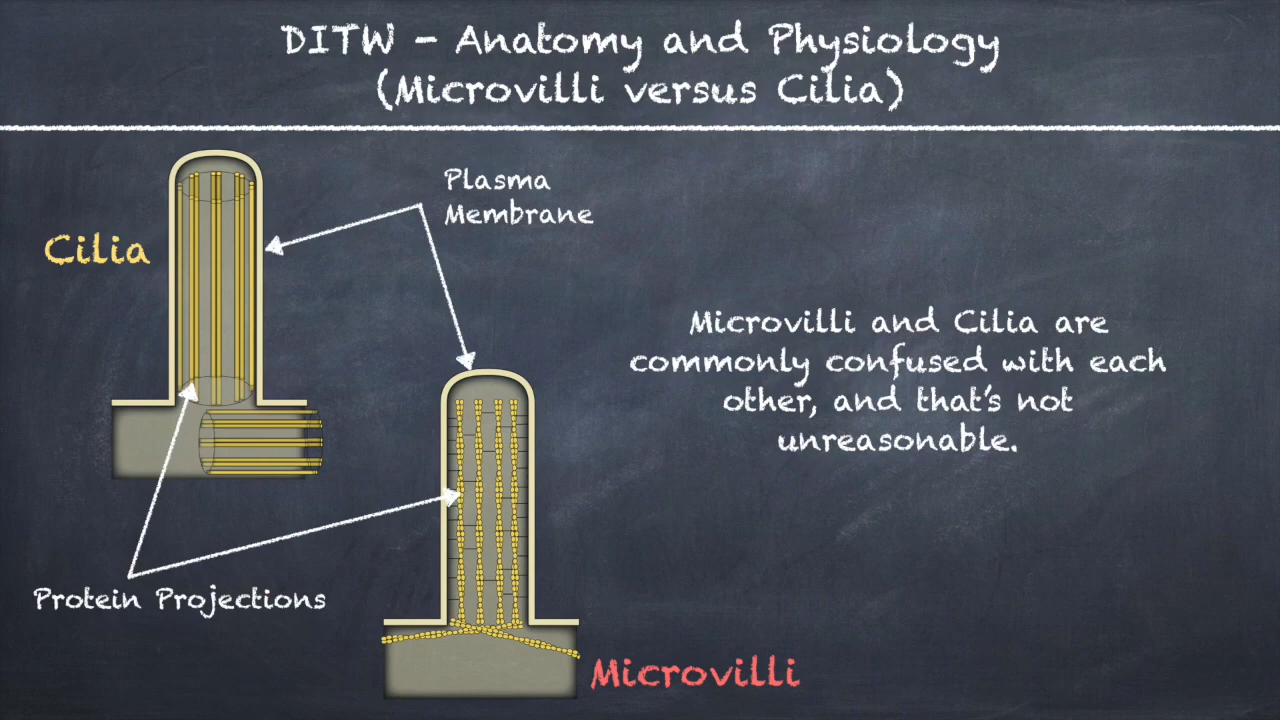 DITW - Anatomy and Physiology
(Microvilli versus Cilia)
Plasma
Membrane
Cilia
Microvilli and Cilia are
commonly confused with each
other, and that's not
unreasonable.
Protein Projections
Microvilli